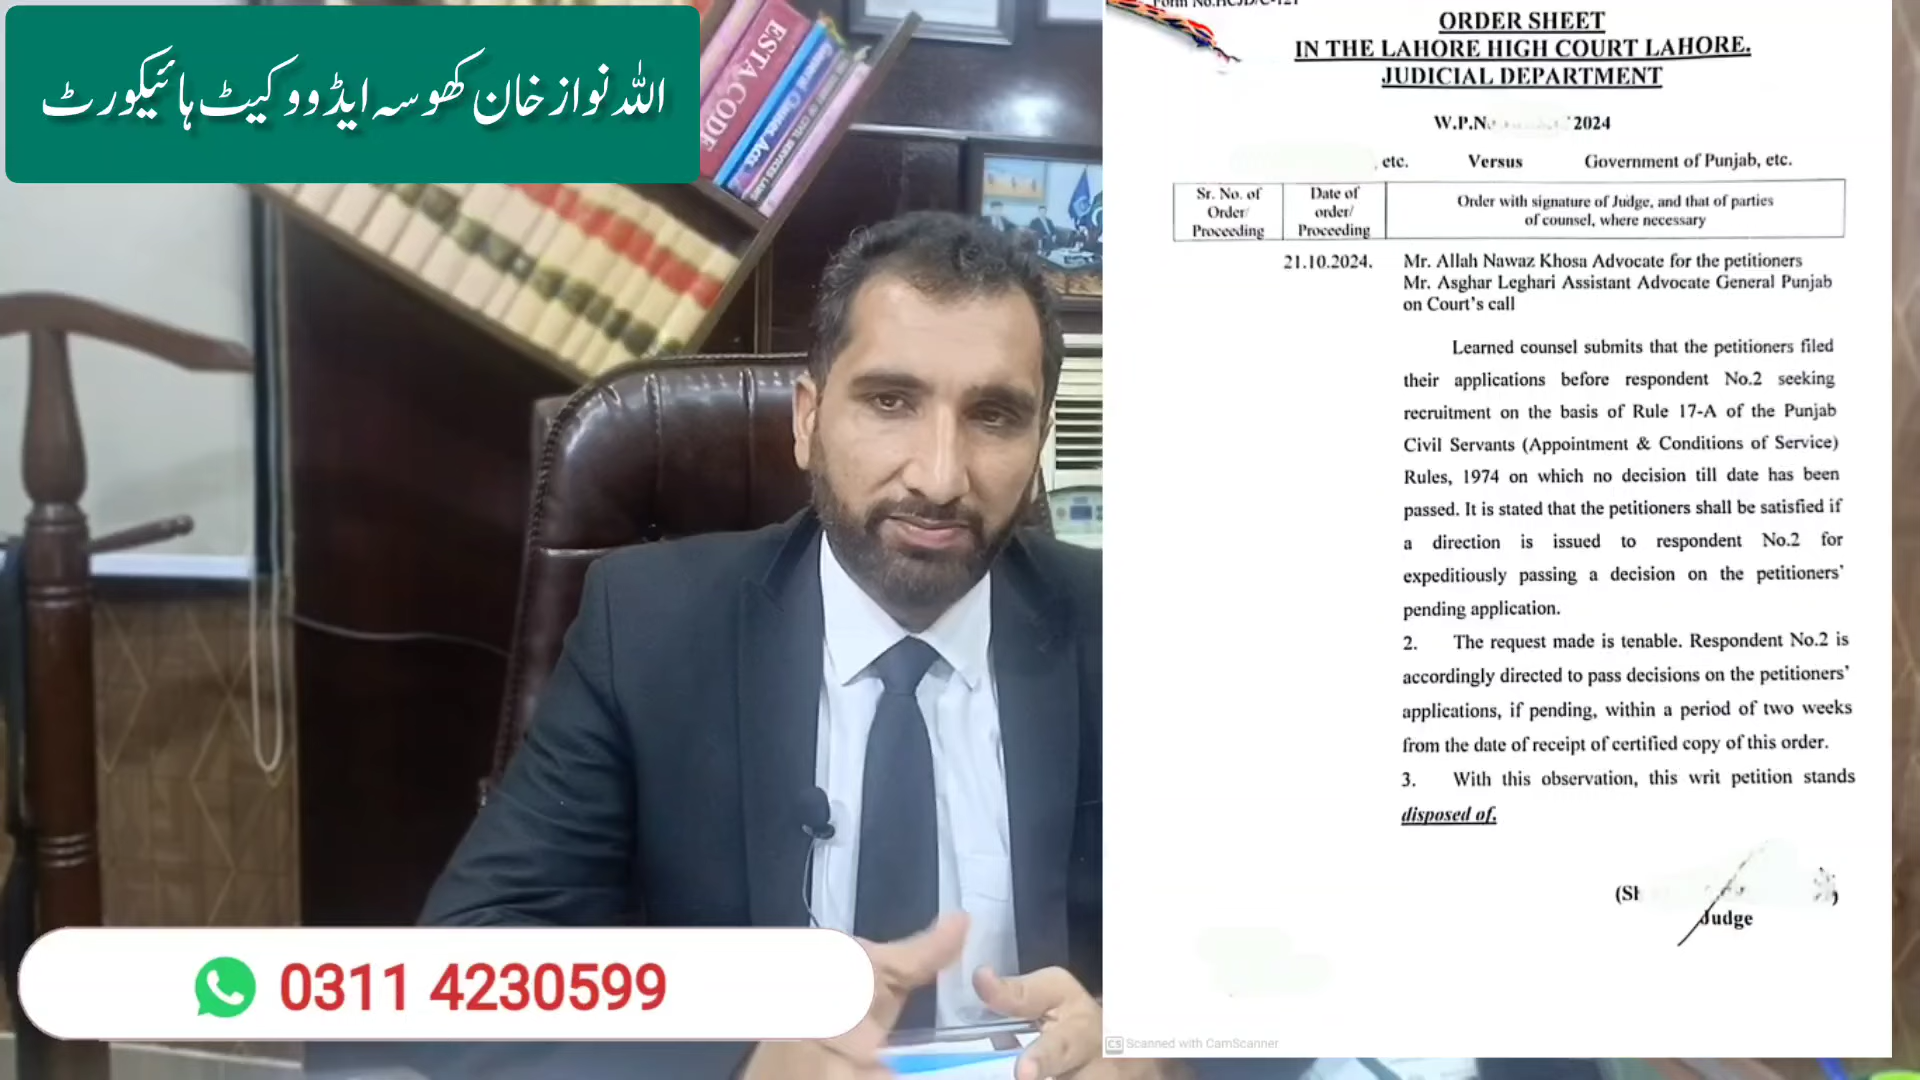 اللہ نواز خان کھوسہ ایڈووکیٹ ہائیکورٹ
ESTA CODE
0311 4230599
Form No.HCJD/C-121
ORDER SHEET
IN THE LAHORE HIGH COURT LAHORE.
JUDICIAL DEPARTMENT
W.P.No 2024
, etc. Versus Government of Punjab, etc.
Sr. No. of Order/ Proceeding
Date of order/ Proceeding
Order with signature of Judge, and that of parties
of counsel, where necessary
21.10.2024. Mr. Allah Nawaz Khosa Advocate for the petitioners
Mr. Asghar Leghari Assistant Advocate General Punjab
on Court's call
Learned counsel submits that the petitioners filed
their applications before respondent No.2 seeking
recruitment on the basis of Rule 17-A of the Punjab
Civil Servants (Appointment & Conditions of Service)
Rules, 1974 on which no decision till date has been
passed. It is stated that the petitioners shall be satisfied if
a direction is issued to respondent No.2 for
expeditiously passing a decision on the petitioners'
pending application.
2. The request made is tenable. Respondent No.2 is
accordingly directed to pass decisions on the petitioners'
applications, if pending, within a period of two weeks
from the date of receipt of certified copy of this order.
3. With this observation, this writ petition stands
disposed of.
Judge
CS Scanned with CamScanner